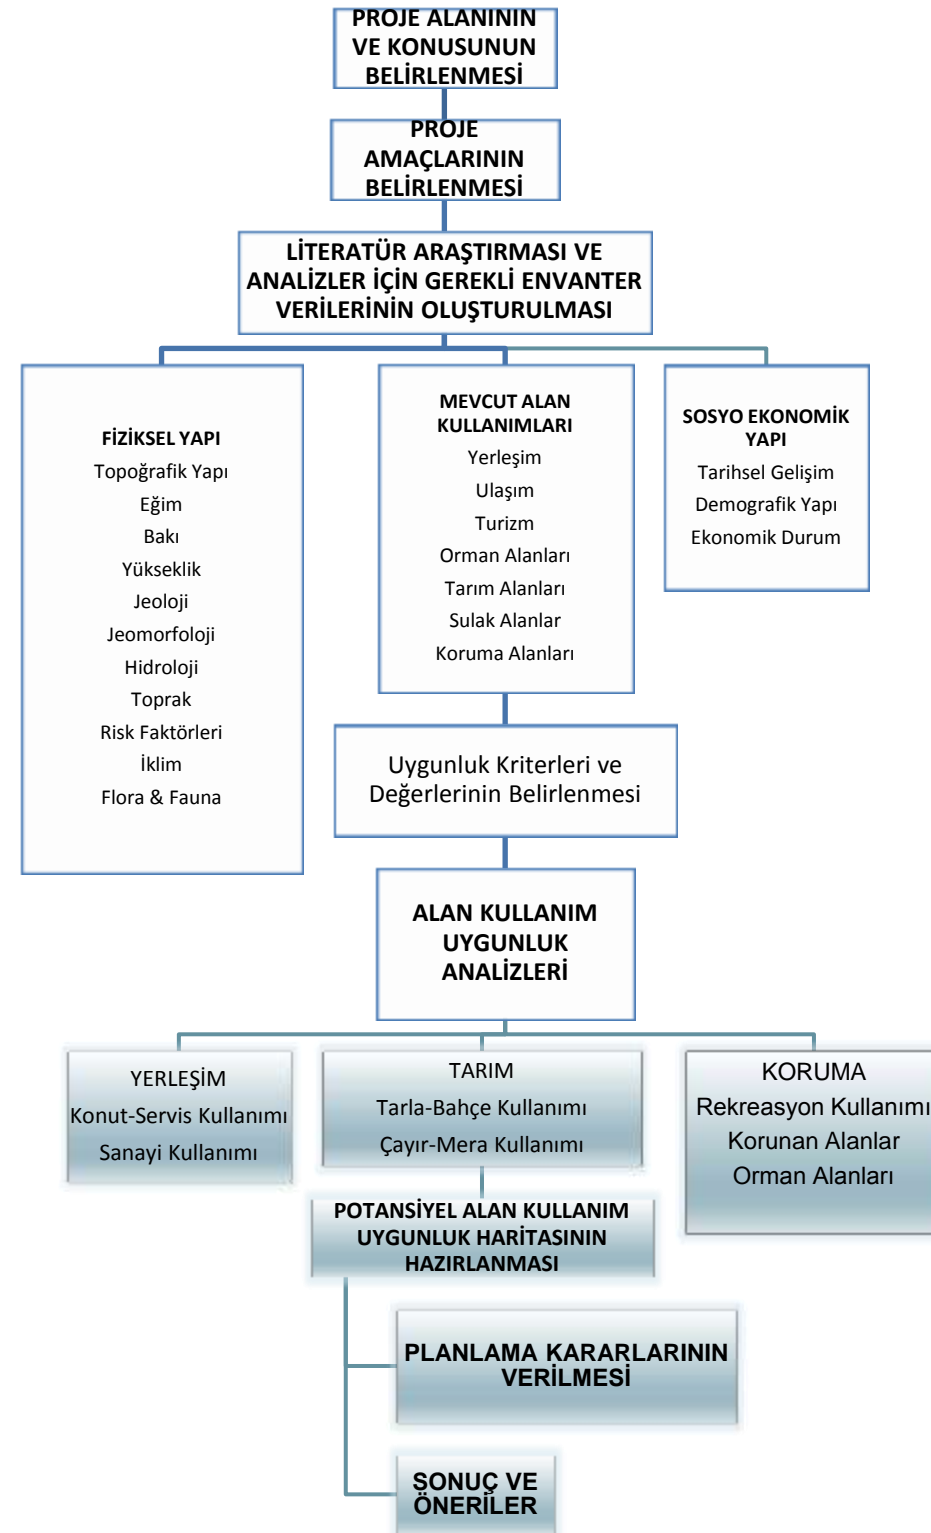 PROJE ALANININ
VE KONUSUNUN
BELİRLENMESİ
PROJE
AMAÇLARININ
BELİRLENMESİ
LİTERATÜR ARAŞTIRMASI VE
ANALİZLER İÇİN GEREKLİ ENVANTER
VERİLERİNİN OLUŞTURULMASI
FİZİKSEL YAPI
Topoğrafik Yapı
Eğim
Bakı
Yükseklik
Jeoloji
Jeomorfoloji
Hidroloji
Toprak
Risk Faktörleri
İklim
Flora & Fauna
MEVCUT ALAN
KULLANIMLARI
Yerleşim
Ulaşım
Turizm
Orman Alanları
Tarım Alanları
Sulak Alanlar
Koruma Alanları
SOSYO EKONOMİK
YAPI
Tarihsel Gelişim
Demografik Yapı
Ekonomik Durum
Uygunluk Kriterleri ve
Değerlerinin Belirlenmesi
ALAN KULLANIM
UYGUNLUK
ANALİZLERİ
YERLEŞİM
Konut-Servis Kullanımı
Sanayi Kullanımı
TARIM
Tarla-Bahçe Kullanımı
Çayır-Mera Kullanımı
KORUMA
Rekreasyon Kullanımı
Korunan Alanlar
Orman Alanları
POTANSİYEL ALAN KULLANIM
UYGUNLUK HARİTASININ
HAZIRLANMASI
PLANLAMA KARARLARININ
VERİLMESİ
SONUÇ VE
ÖNERİLER